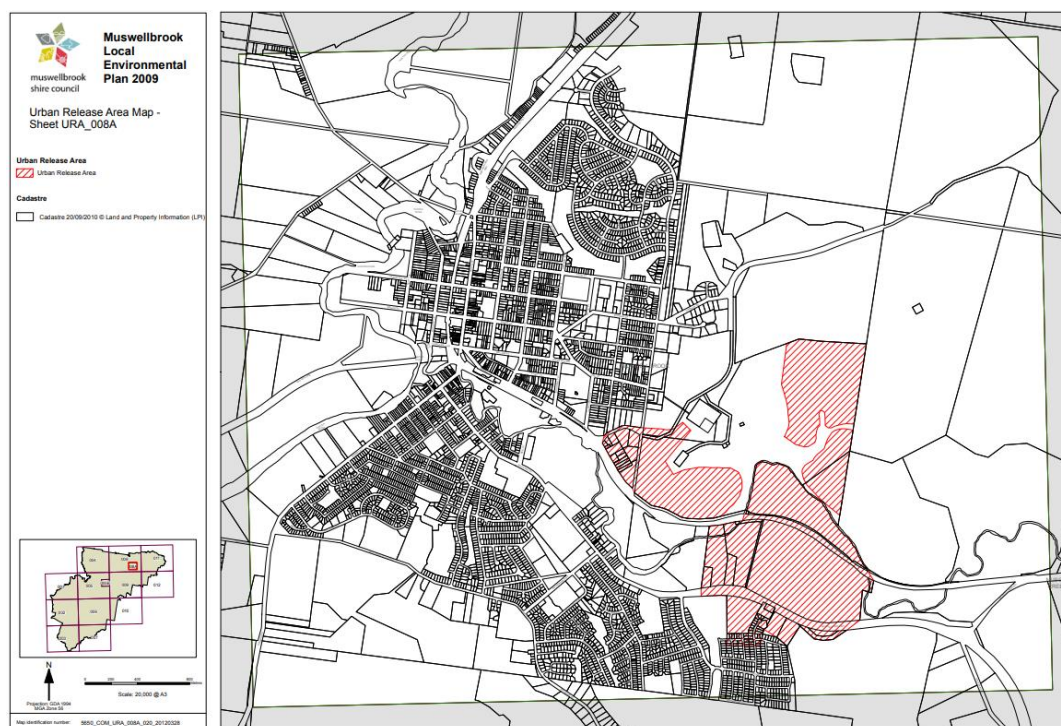 Muswellbrook
Local
Environmental
Plan 2009
muswellbrook
shire council
Urban Release Area Map -
Sheet URA_008A
Urban Release Area
Urban Release Area
Cadastre
Cadastre 20/09/2010 © Land and Property Information (LPI)
N
Scale: 20,000 @ A3
Projection: GDA 1994
MGA Zone 56
Map identification number: 5650_COM_URA_008A_020_20120328